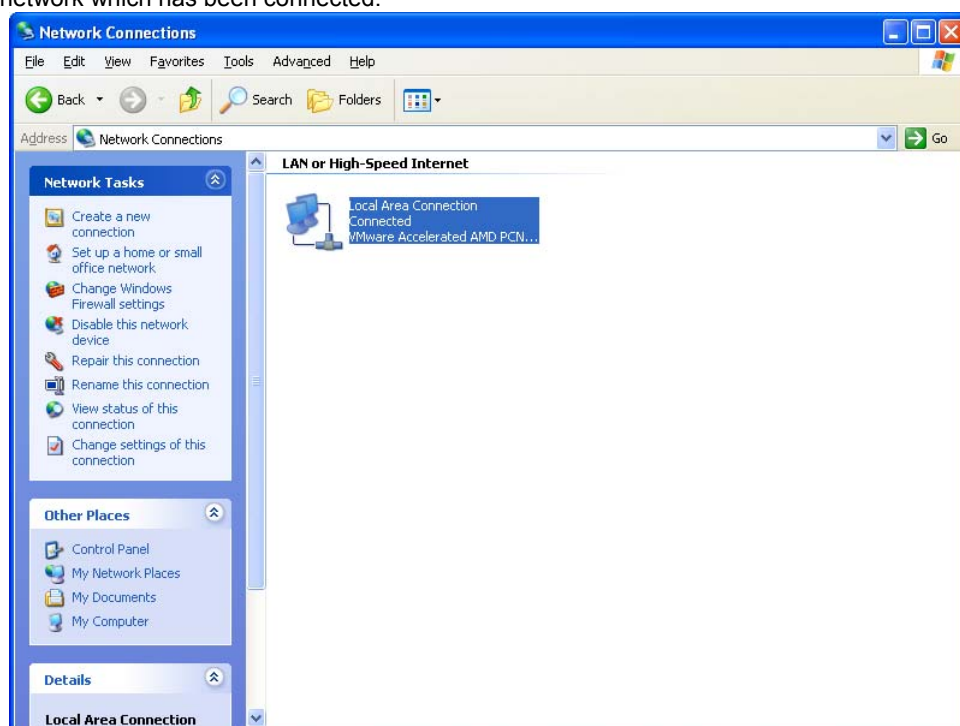 network which has been connected.
Network Connections
File Edit View Favorites Tools Advanced Help
Back Search Folders
Address Network Connections Go
LAN or High-Speed Internet
Network Tasks
Local Area Connection
Connected
VMware Accelerated AMD PCN...
Create a new
connection
Set up a home or small
office network
Change Windows
Firewall settings
Disable this network
device
Repair this connection
Rename this connection
View status of this
connection
Change settings of this
connection
Other Places
Control Panel
My Network Places
My Documents
My Computer
Details
Local Area Connection